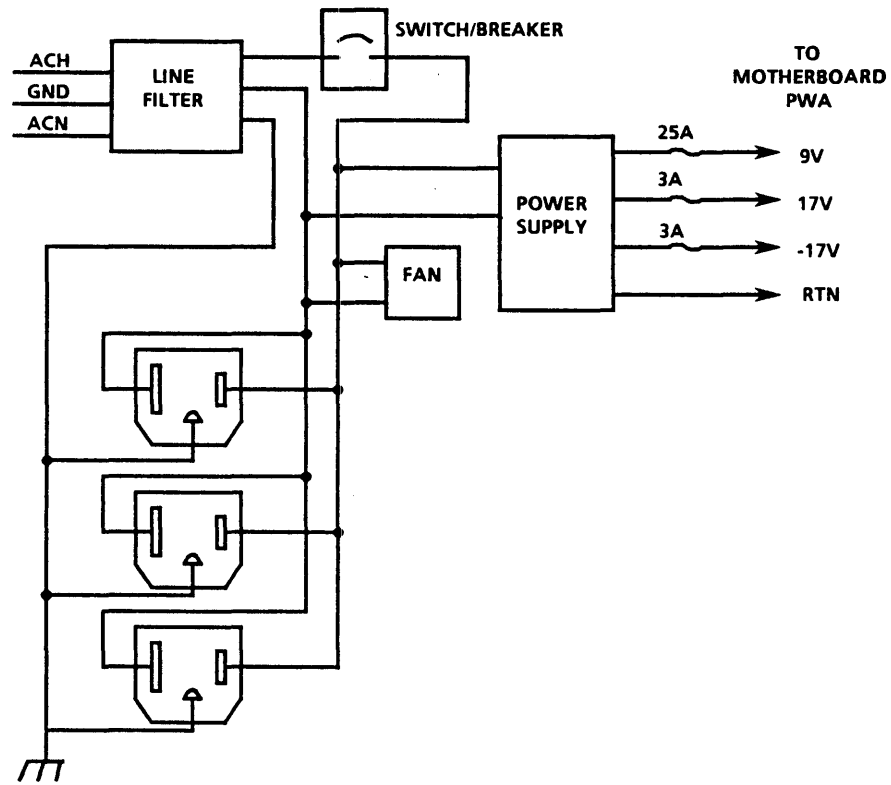 SWITCH/BREAKER
ACH
GND
ACN
LINE
FILTER
TO
MOTHERBOARD
PWA
25A
9V
3A
17V
3A
-17V
RTN
POWER
SUPPLY
FAN